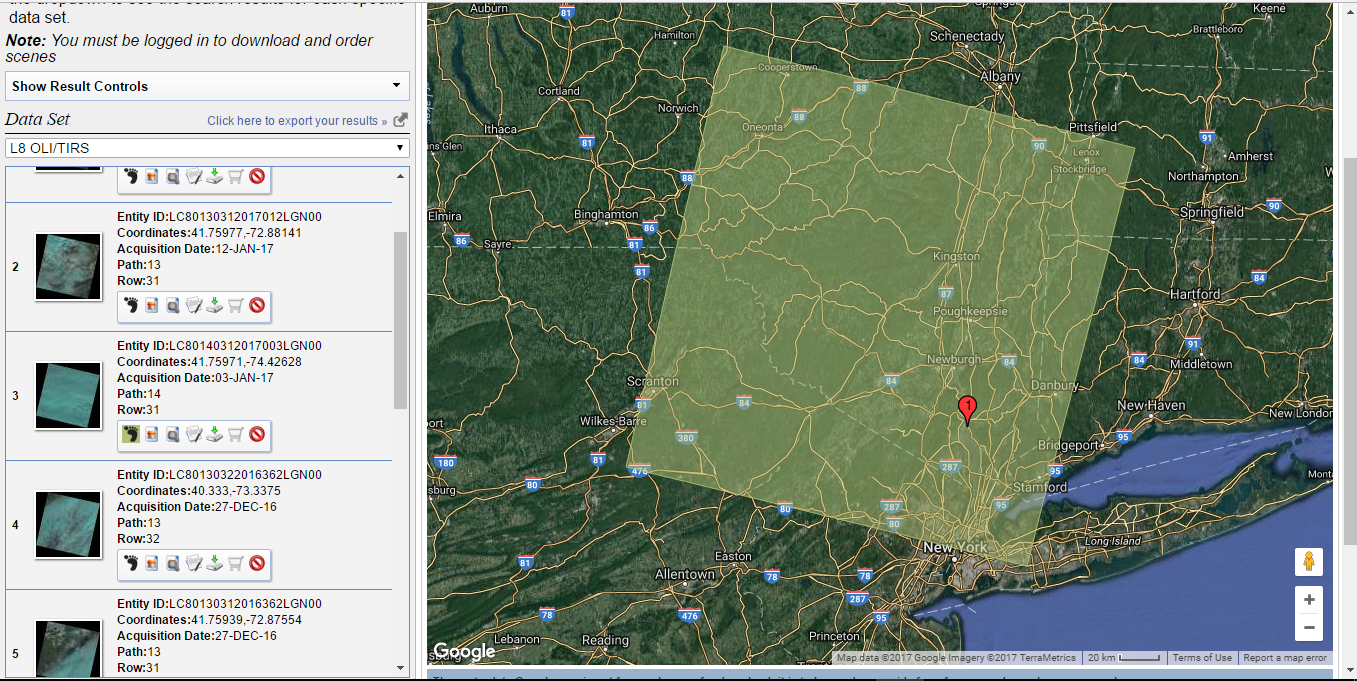 data set.
Note: You must be logged in to download and order
scenes
Show Result Controls
Data Set
Click here to export your results »
L8 OLI/TIRS
2
Entity ID:LC80130312017012LGN00
Coordinates:41.75977,-72.88141
Acquisition Date:12-JAN-17
Path:13
Row:31
3
Entity ID:LC80140312017003LGN00
Coordinates:41.75971,-74.42628
Acquisition Date:03-JAN-17
Path:14
Row:31
4
Entity ID:LC80130322016362LGN00
Coordinates:40.333,-73.3375
Acquisition Date:27-DEC-16
Path:13
Row:32
5
Entity ID:LC80130312016362LGN00
Coordinates:41.75939,-72.87554
Acquisition Date:27-DEC-16
Path:13
Row:31
Auburn
81
Hamilton
Schenectady
Keene
Brattleboro
Cooperstown
Albany
Cortland
88
Norwich
88
Ithaca
Oneonta
Pittsfield
ins Glen
81
90
91
Lenox
Amherst
Stockbridge
88
Northampton
Elmira
Binghamton
Springfield
90
86
86
Sayre
81
81
Kingston
84
87
Hartford
Poughkeepsie
91
Newburgh
84
84
Middletown
Scranton
84
Danbury
81
84
1
New Haven
New London
Wilkes-Barre
port
380
95
Bridgeport
180
81
476
287
95
sburg
80
Stamford
Monta
80
287
95
80
Long Island
New York
81
Easton
Allentown
78
78
287
78
476
95
Lebanon
Reading
Princeton
sburg
Google
Map data ©2017 Google Imagery ©2017 TerraMetrics
20 km
Terms of Use
Report a map error